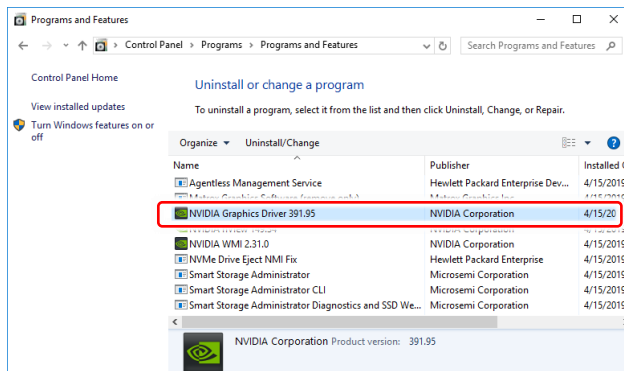 Programs and Features
Control Panel > Programs > Programs and Features
Search Programs and Features
Control Panel Home
View installed updates
Turn Windows features on or off
Uninstall or change a program
To uninstall a program, select it from the list and then click Uninstall, Change, or Repair.
Organize Uninstall/Change
Name Publisher Installed
Agentless Management Service Hewlett Packard Enterprise Dev... 4/15/2019
NVIDIA Graphics Driver 391.95 NVIDIA Corporation 4/15/20
NVIDIA WMI 2.31.0 NVIDIA Corporation 4/15/2019
NVMe Drive Eject NMI Fix Hewlett Packard Enterprise 4/15/2019
Smart Storage Administrator Microsemi Corporation 4/15/2019
Smart Storage Administrator CLI Microsemi Corporation 4/15/2019
Smart Storage Administrator Diagnostics and SSD We... Microsemi Corporation 4/15/2019
NVIDIA Corporation Product version: 391.95